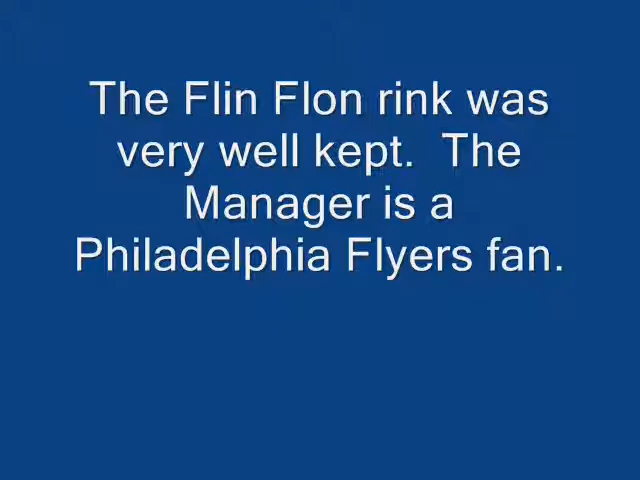 The Flin Flon rink was
very well kept.  The
Manager is a
Philadelphia Flyers fan.